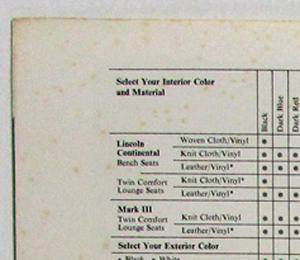 Select Your Interior Color
and Material
Black
Dark Blue
Dark Red
Lincoln
Continental
Bench Seats
Woven Cloth/Vinyl
Knit Cloth/Vinyl
Leather/Vinyl*
Twin Comfort
Lounge Seats
Knit Cloth/Vinyl*
Leather/Vinyl*
Mark III
Twin Comfort
Lounge Seats
Knit Cloth/Vinyl
Leather/Vinyl*
Select Your Exterior Color
• Black • White